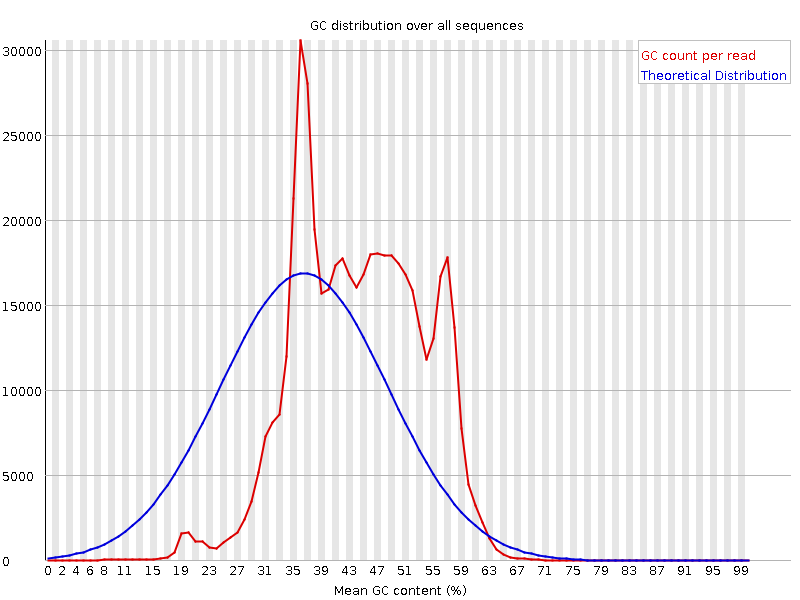 GC distribution over all sequences
GC count per read
Theoretical Distribution
30000
25000
20000
15000
10000
5000
0
0 2 4 6 8 11 15 19 23 27 31 35 39 43 47 51 55 59 63 67 71 75 79 83 87 91 95 99
Mean GC content (%)